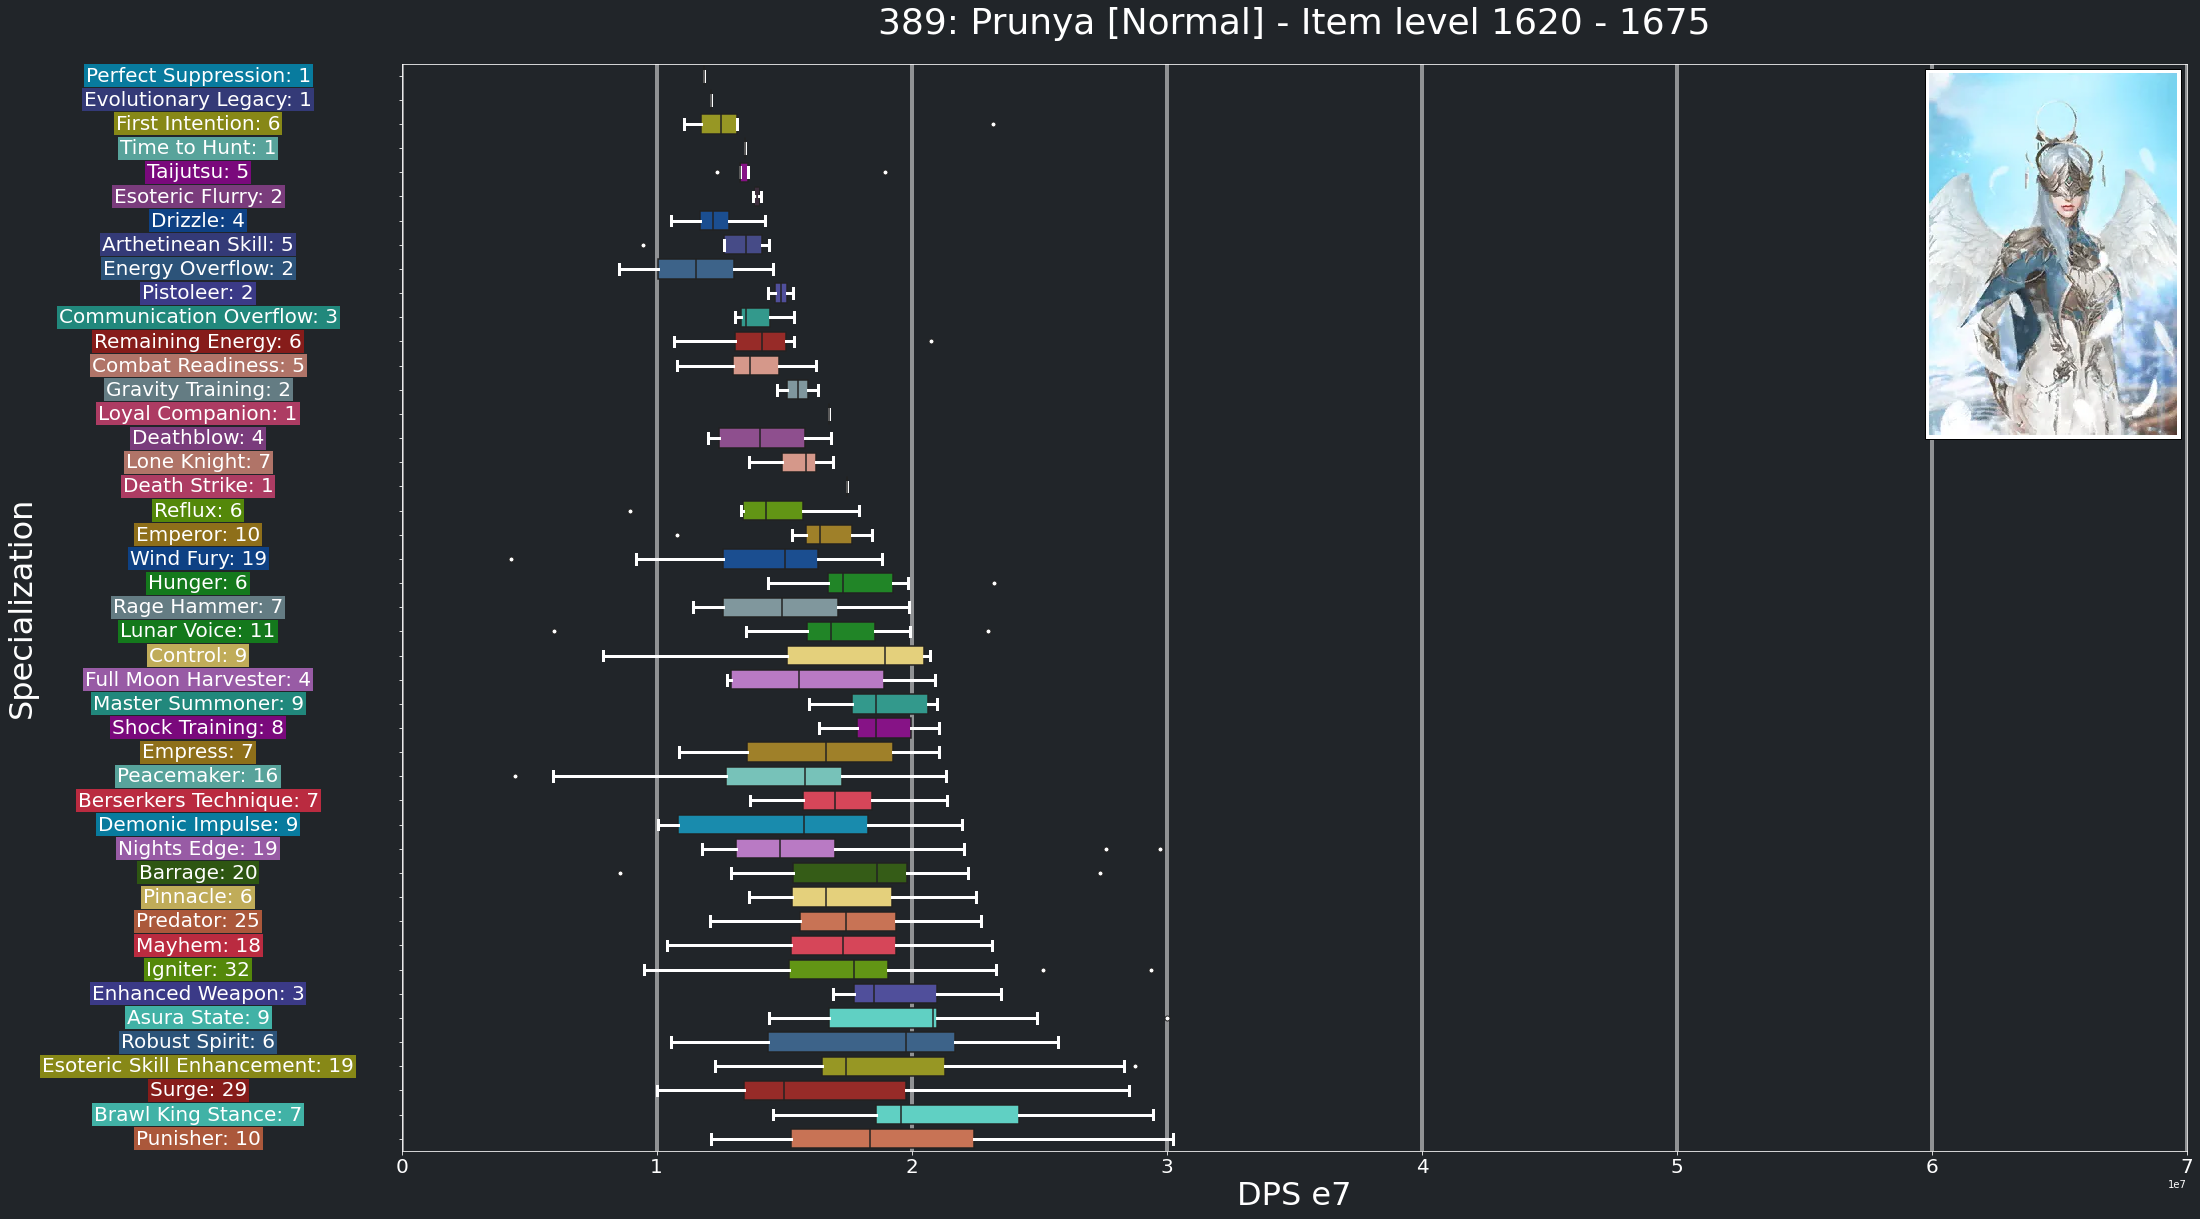 389: Prunya [Normal] - Item level 1620 - 1675
Specialization
Perfect Suppression: 1
Evolutionary Legacy: 1
First Intention: 6
Time to Hunt: 1
Taijutsu: 5
Esoteric Flurry: 2
Drizzle: 4
Arthetinean Skill: 5
Energy Overflow: 2
Pistoleer: 2
Communication Overflow: 3
Remaining Energy: 6
Combat Readiness: 5
Gravity Training: 2
Loyal Companion: 1
Deathblow: 4
Lone Knight: 7
Death Strike: 1
Reflux: 6
Emperor: 10
Wind Fury: 19
Hunger: 6
Rage Hammer: 7
Lunar Voice: 11
Control: 9
Full Moon Harvester: 4
Master Summoner: 9
Shock Training: 8
Empress: 7
Peacemaker: 16
Berserkers Technique: 7
Demonic Impulse: 9
Nights Edge: 19
Barrage: 20
Pinnacle: 6
Predator: 25
Mayhem: 18
Igniter: 32
Enhanced Weapon: 3
Asura State: 9
Robust Spirit: 6
Esoteric Skill Enhancement: 19
Surge: 29
Brawl King Stance: 7
Punisher: 10
0 1 2 3 4 5 6 7
1e7
DPS e7